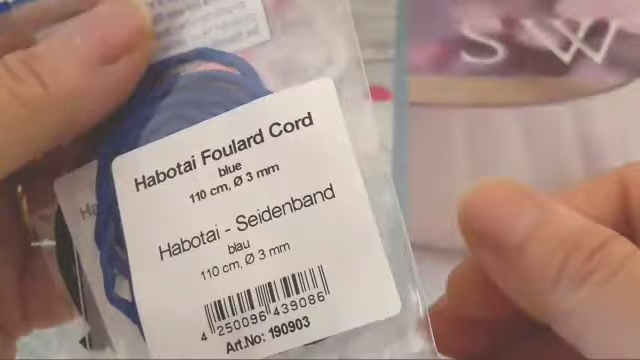 S W
Habotai Foulard Cord
blue
110 cm, Ø 3 mm
Habotai - Seidenband
blau
110 cm, Ø 3 mm
4 250096 439086
Art.No: 190903